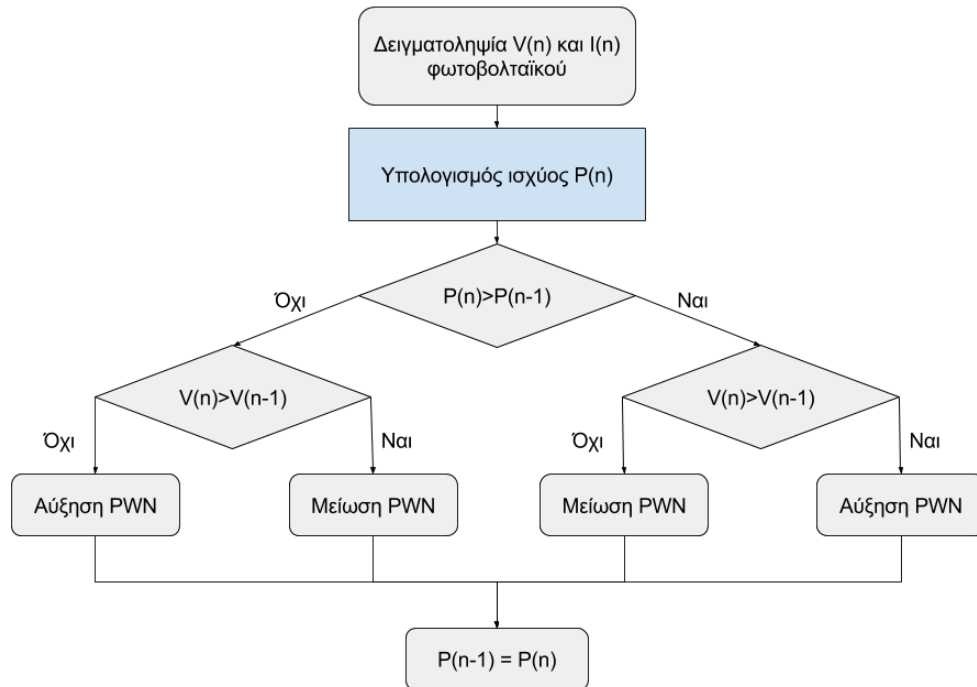 Δειγματοληψία V(n) και I(n)
φωτοβολταϊκού
Υπολογισμός ισχύος P(n)
P(n)>P(n-1)
Όχι
Ναι
V(n)>V(n-1)
V(n)>V(n-1)
Όχι
Ναι
Όχι
Ναι
Αύξηση PWN
Μείωση PWN
Μείωση PWN
Αύξηση PWN
P(n-1) = P(n)